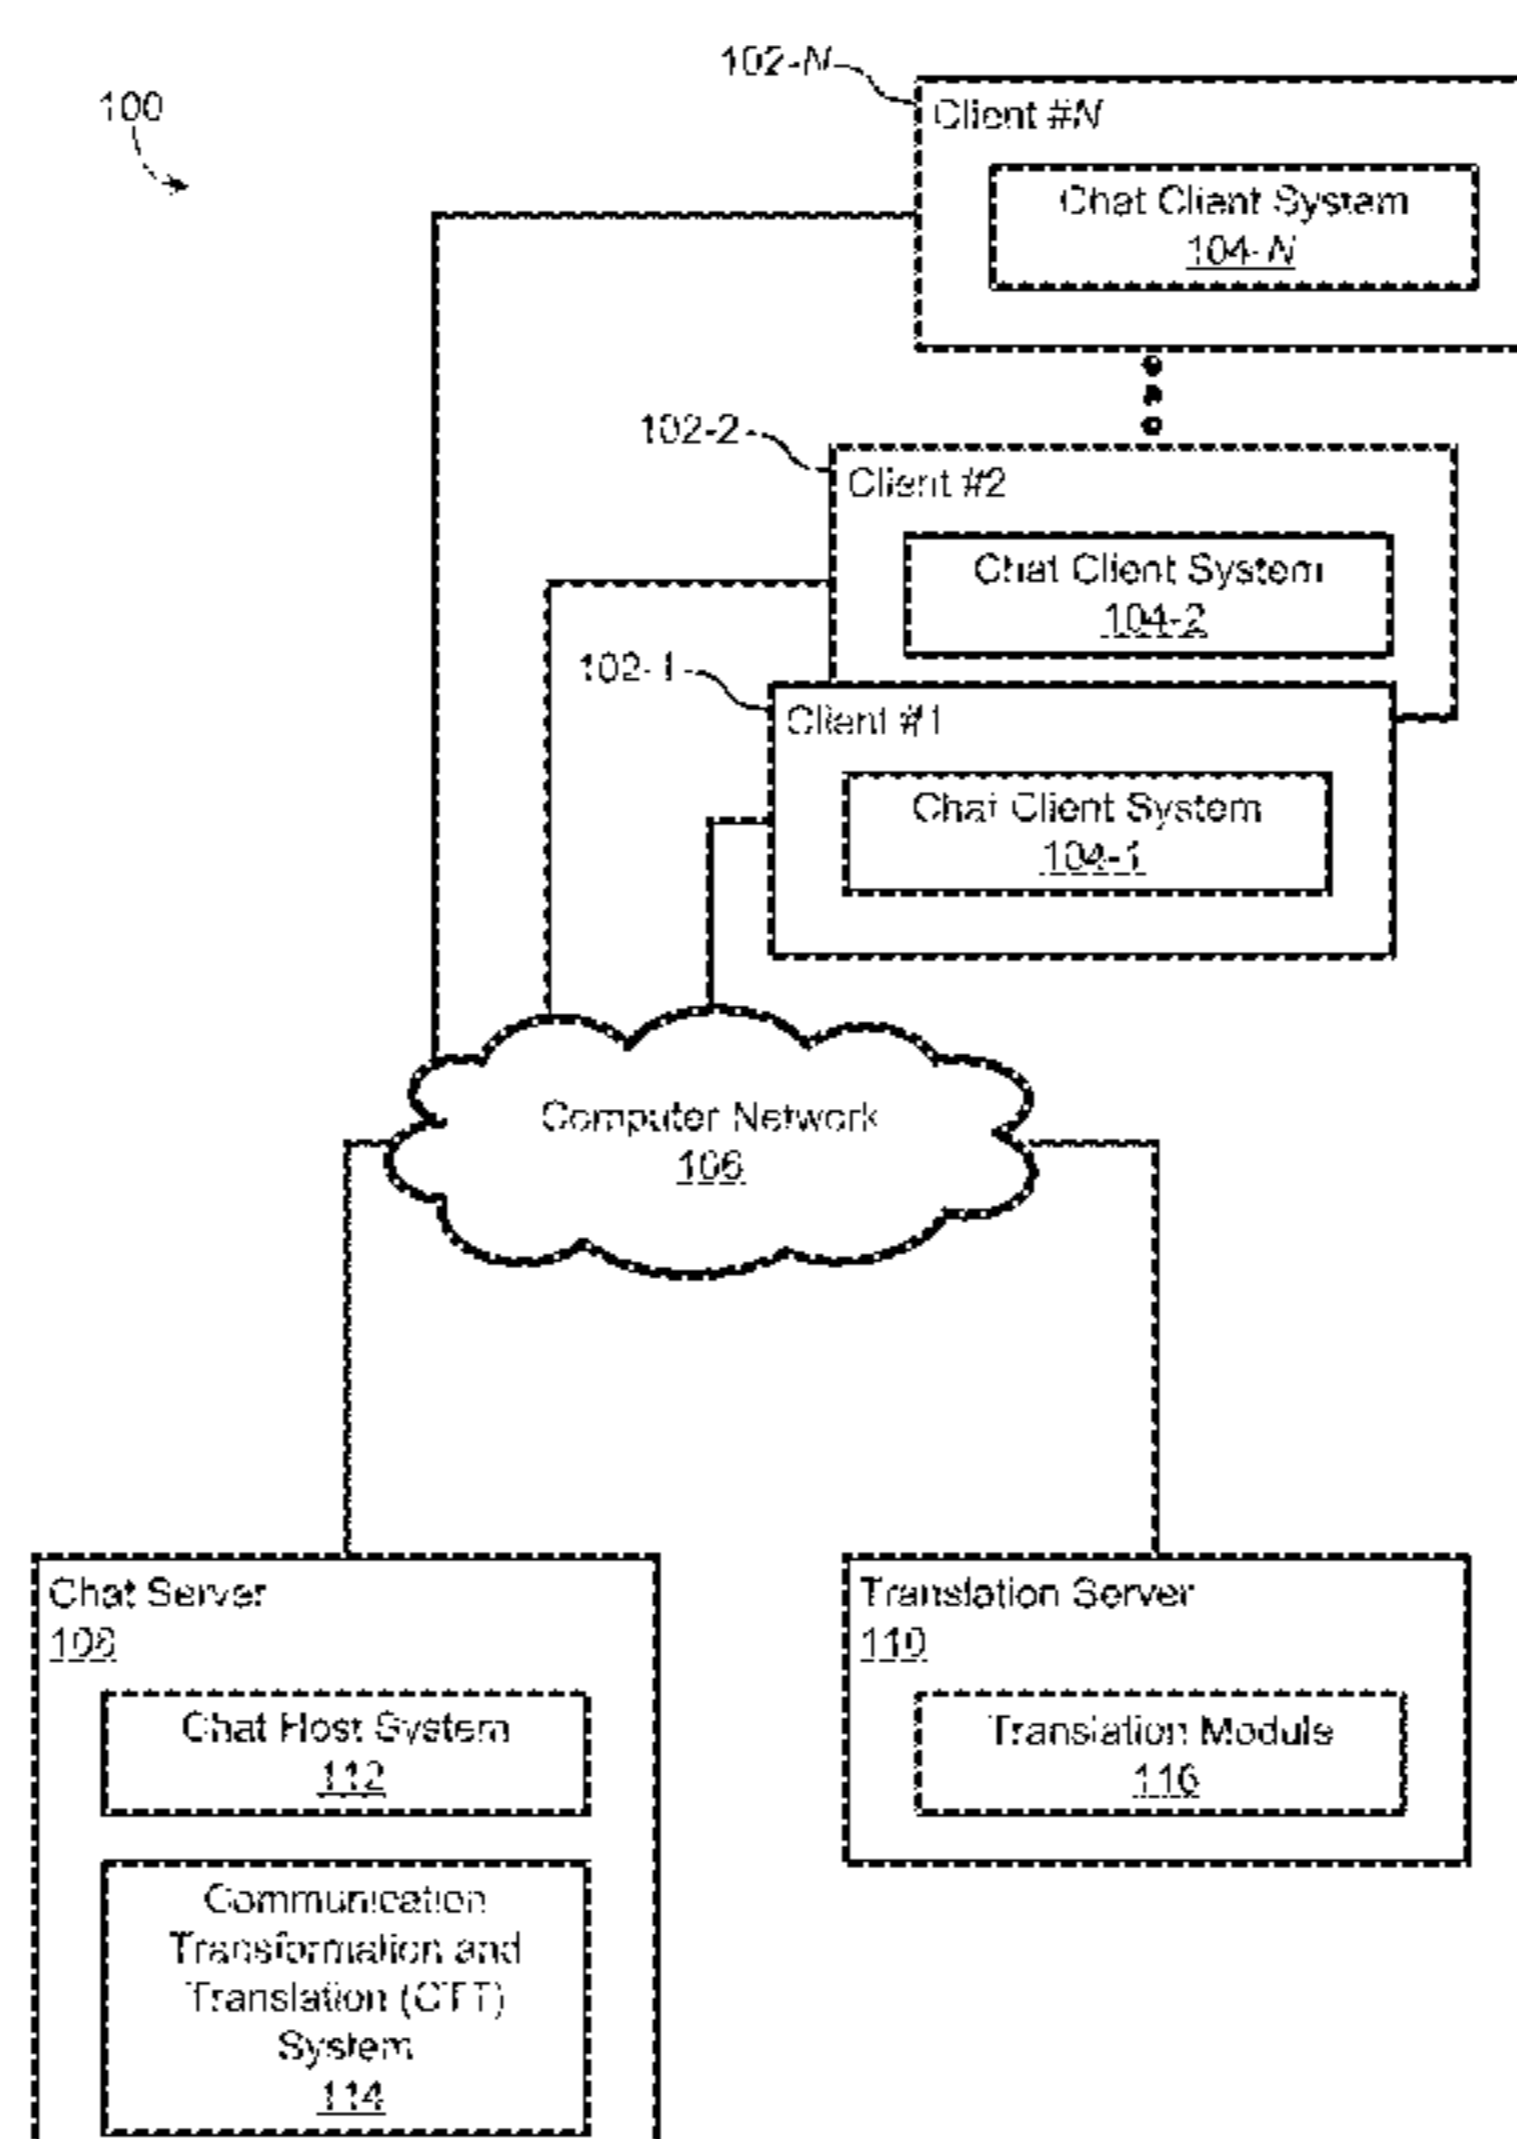 102-N
100
Client #N
Chat Client System
104-N
102-2
Client #2
Chat Client System
104-2
102-1
Client #1
Chat Client System
104-1
Computer Network
106
Chat Server
108
Chat Host System
112
Communication
Transformation and
Translation (CTT)
System
114
Translation Server
110
Translation Module
116